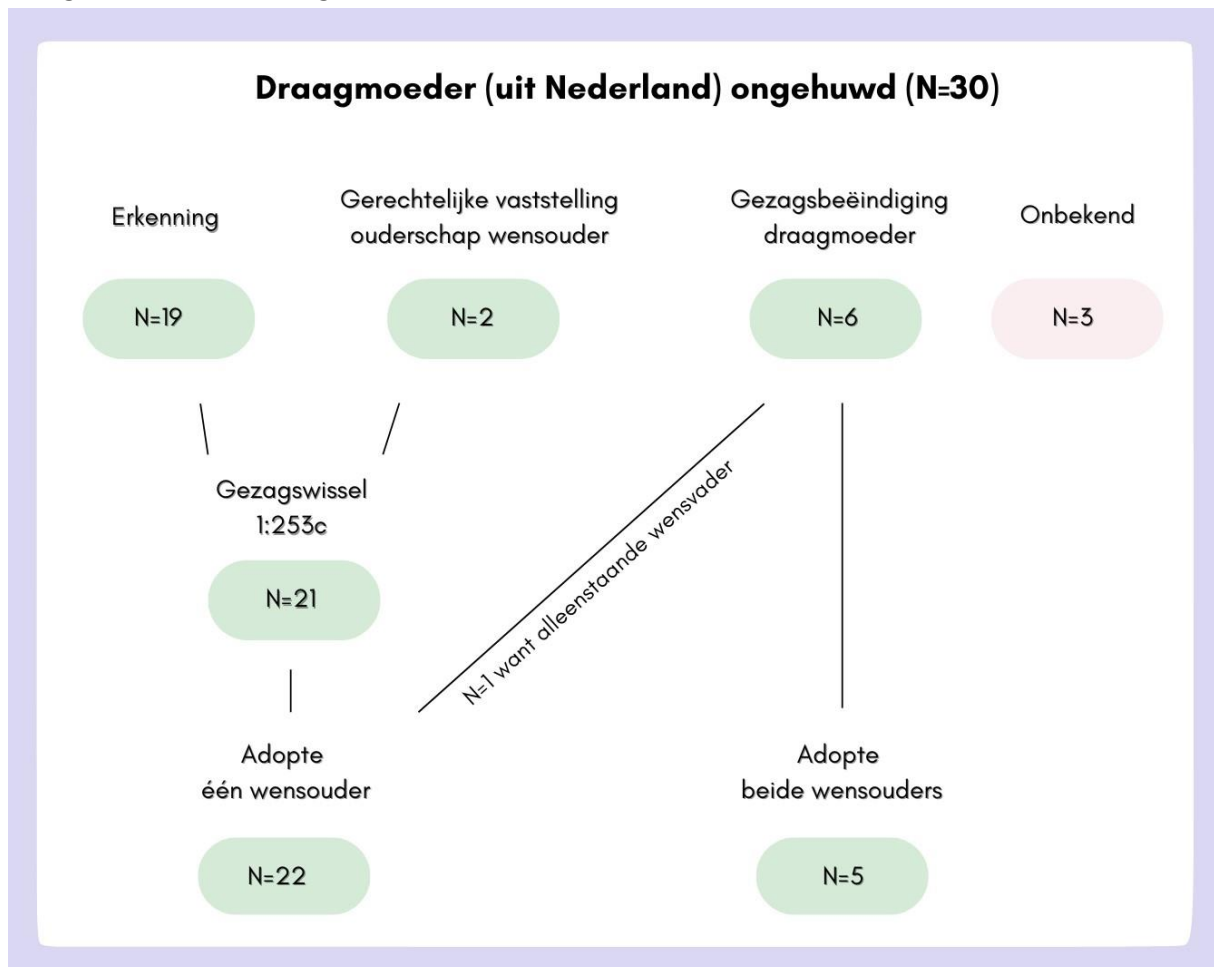 Draagmoeder (uit Nederland) ongehuwd (N=30)
Erkenning
N=19
Gerechtelijke vaststelling
ouderschap wensouder
N=2
Gezagsbeëindiging
draagmoeder
N=6
Onbekend
N=3
Gezagswissel
1:253c
N=21
N=1 want alleenstaande wensvader
Adopte
één wensouder
N=22
Adopte
beide wensouders
N=5